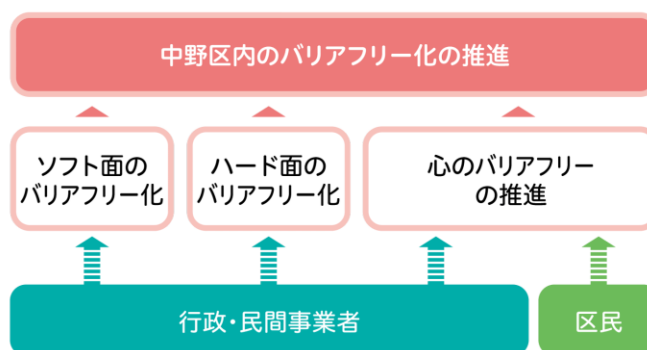 中野区内のバリアフリー化の推進
ソフト面の
バリアフリー化
ハード面の
バリアフリー化
心のバリアフリー
の推進
行政・民間事業者
区民